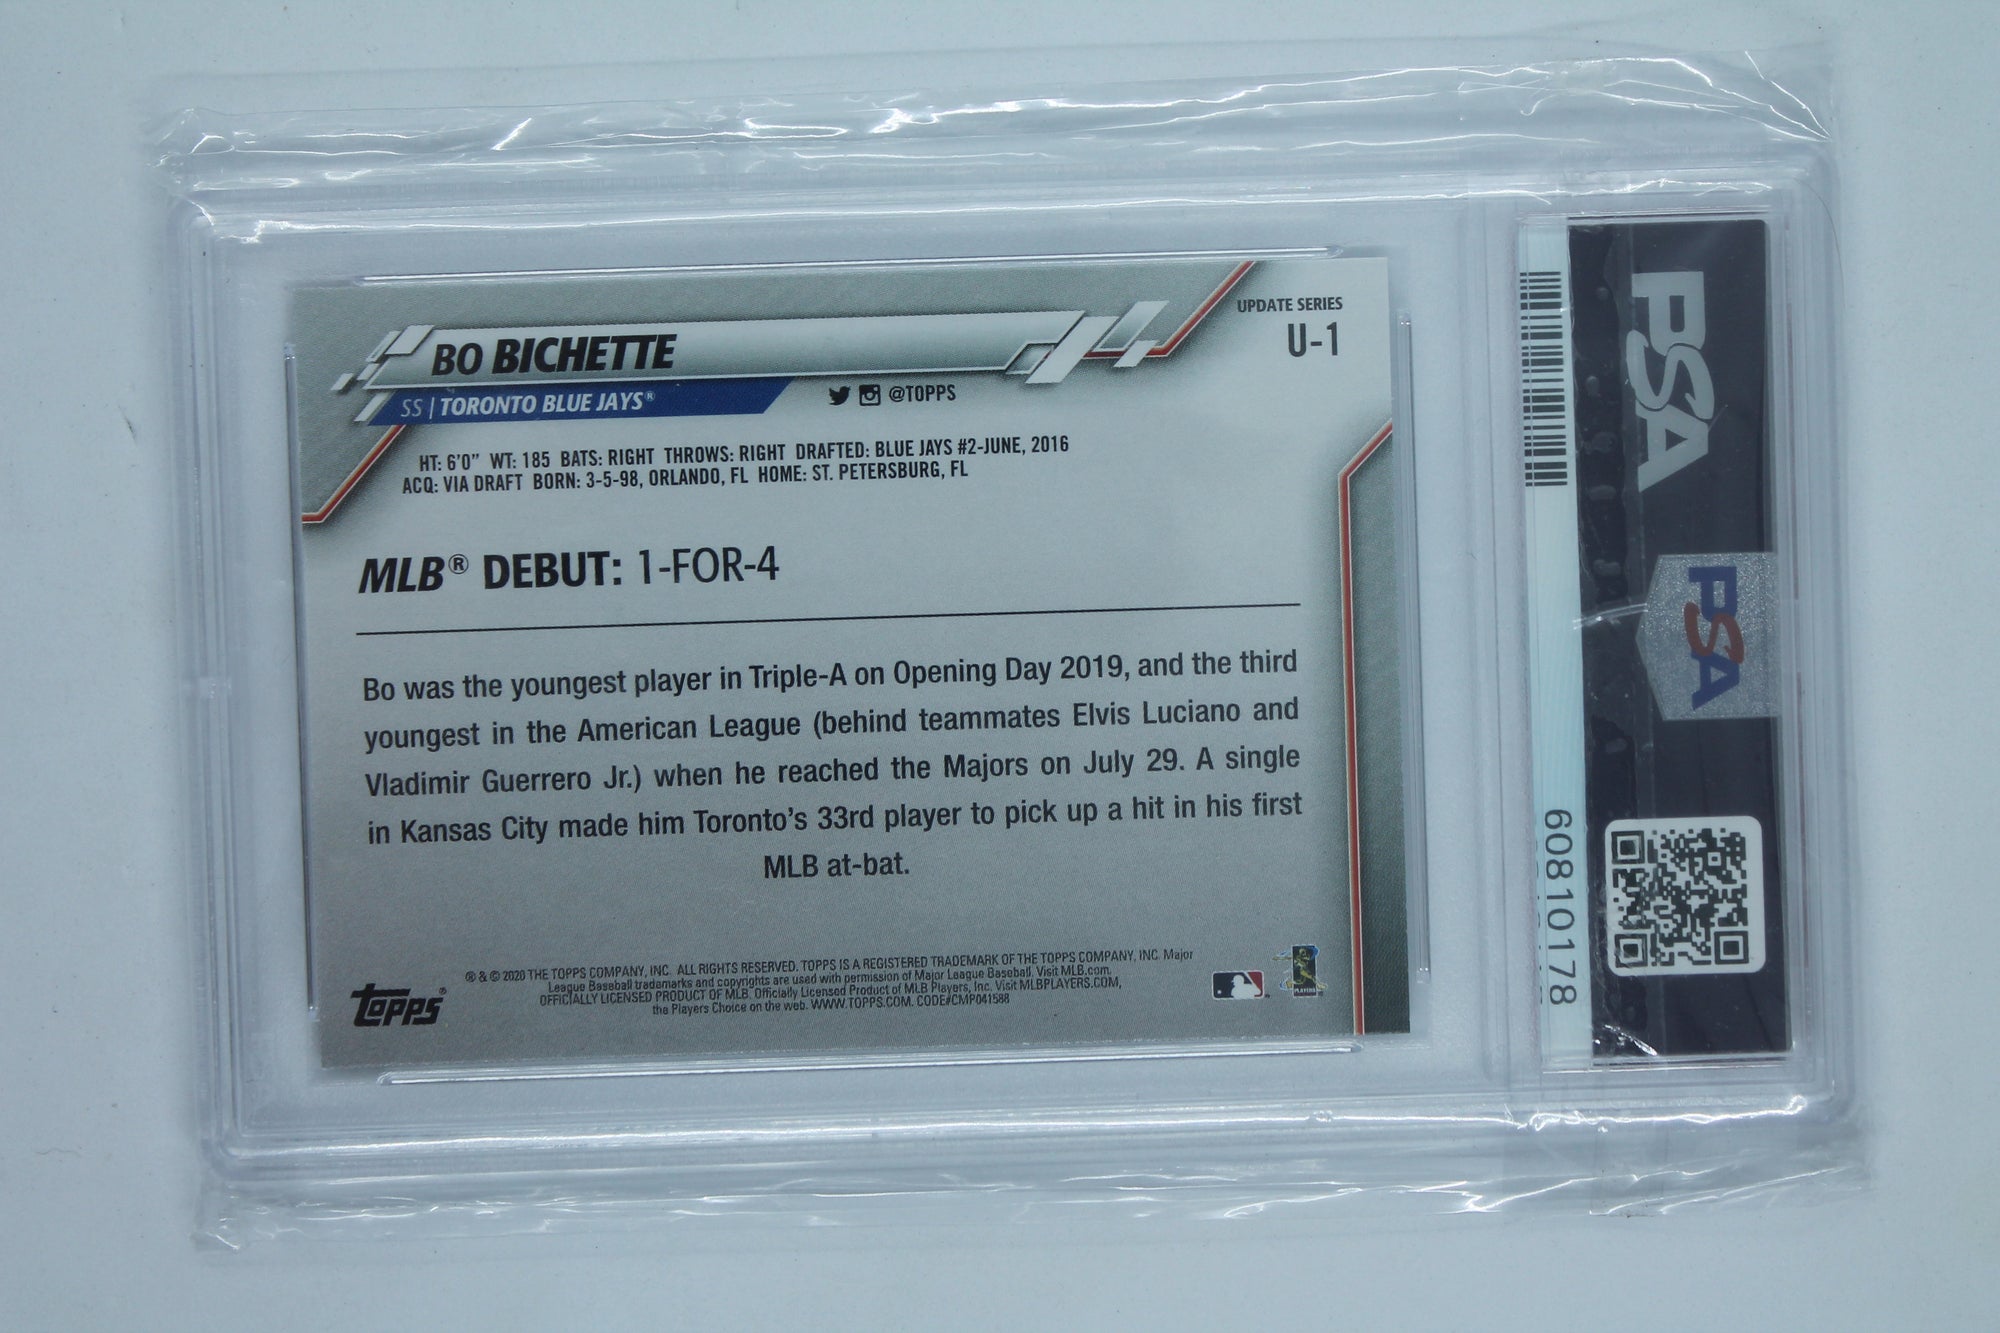 UPDATE SERIES
U-1
BO BICHETTE
SS | TORONTO BLUE JAYS®
@TOPPS
HT: 6'0" WT: 185 BATS: RIGHT THROWS: RIGHT DRAFTED: BLUE JAYS #2-JUNE, 2016
ACQ: VIA DRAFT BORN: 3-5-98, ORLANDO, FL HOME: ST. PETERSBURG, FL
MLB® DEBUT: 1-FOR-4
Bo was the youngest player in Triple-A on Opening Day 2019, and the third
youngest in the American League (behind teammates Elvis Luciano and
Vladimir Guerrero Jr.) when he reached the Majors on July 29. A single
in Kansas City made him Toronto's 33rd player to pick up a hit in his first
MLB at-bat.
® & © 2020 THE TOPPS COMPANY, INC. ALL RIGHTS RESERVED. TOPPS IS A REGISTERED TRADEMARK OF THE TOPPS COMPANY, INC. Major
League Baseball trademarks and copyrights are used with permission of Major League Baseball. Visit MLB.com.
OFFICIALLY LICENSED PRODUCT OF MLB. Officially Licensed Product of MLB Players, Inc. Visit MLBPLAYERS.COM,
the Players Choice on the web. WWW.TOPPS.COM. CODE#CMP041588
TOPPS®
PLAYERS
PSA
PSA
60810178